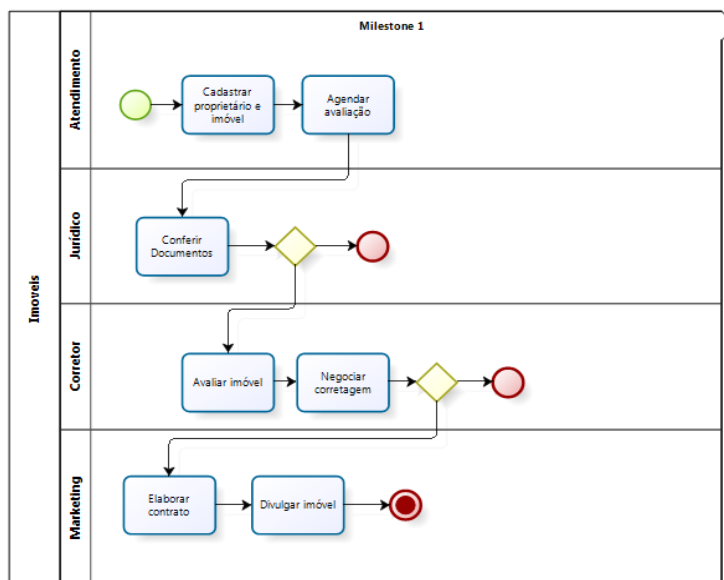 Milestone 1
Imoveis
Atendimento
Cadastrar
proprietário e
imóvel
Agendar
avaliação
Jurídico
Conferir
Documentos
Corretor
Avaliar imóvel
Negociar
corretagem
Marketing
Elaborar
contrato
Divulgar imóvel